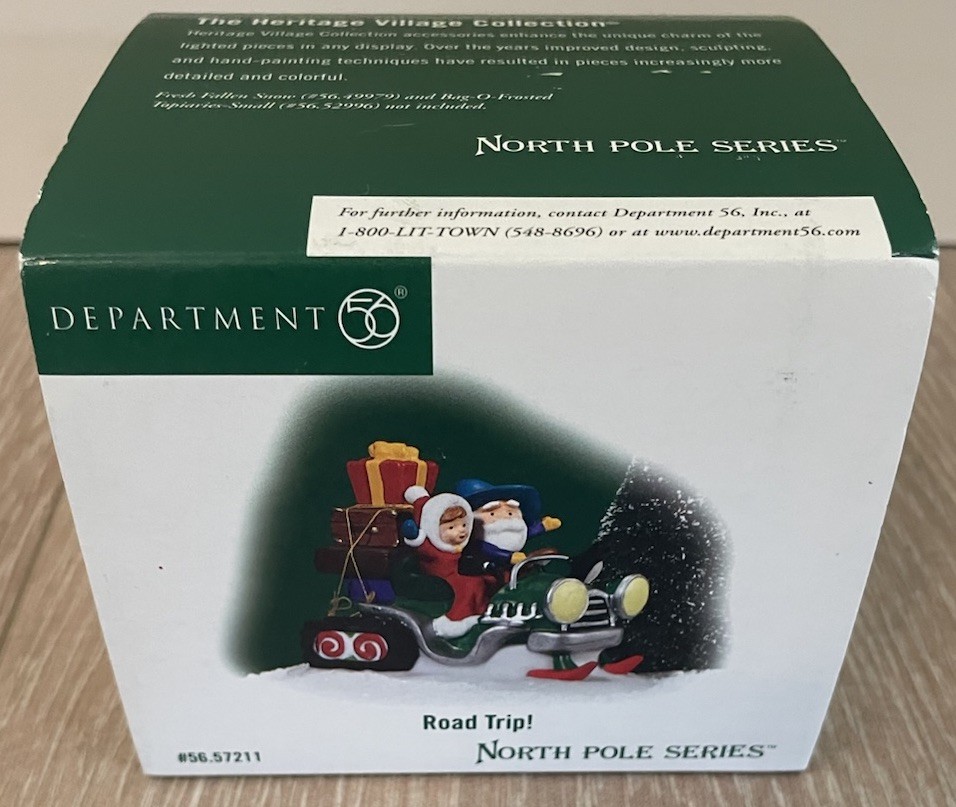 The Heritage Village Collection™
Heritage Village Collection accessories enhance the unique charm of the
lighted pieces in any display. Over the years improved design, sculpting,
and hand-painting techniques have resulted in pieces increasingly more
detailed and colorful.
Fresh Fallen Snow (#56.49979) and Bag-O-Frosted
Topiaries-Small (#56.52996) not included.
NORTH POLE SERIES™
For further information, contact Department 56, Inc., at
1-800-LIT-TOWN (548-8696) or at www.department56.com
DEPARTMENT 56®
Road Trip!
#56.57211 NORTH POLE SERIES™